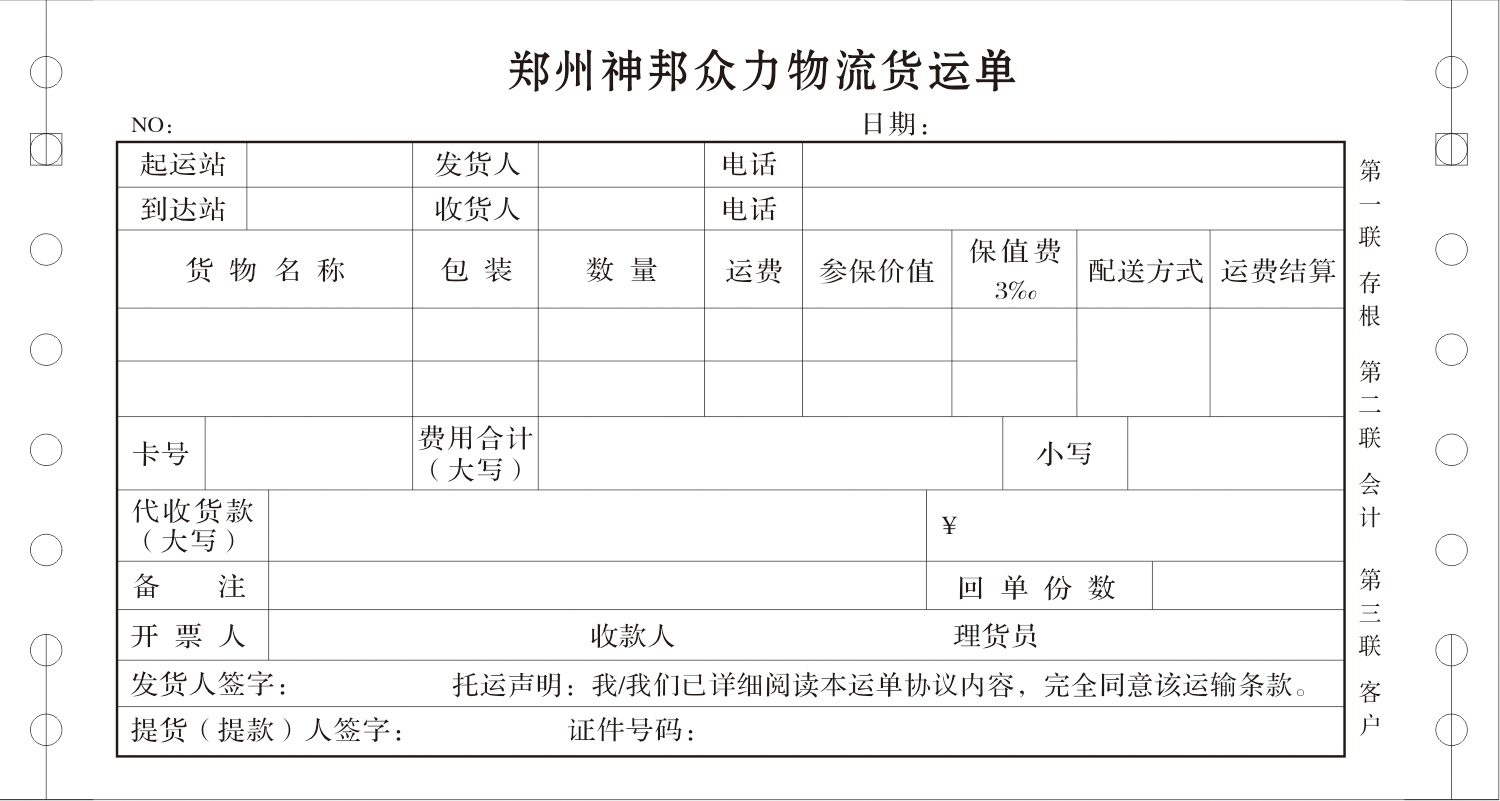 郑州神邦众力物流货运单
NO： 日期：
起运站 发货人 电话
到达站 收货人 电话
货物名称 包装 数量 运费 参保价值 保值费 3‰ 配送方式 运费结算
卡号 费用合计（大写） 小写
代收货款（大写） ¥
备注 回单份数
开票人 收款人 理货员
发货人签字： 托运声明：我/我们已详细阅读本运单协议内容，完全同意该运输条款。
提货（提款）人签字： 证件号码：
第一联 存根 第二联 会计 第三联 客户